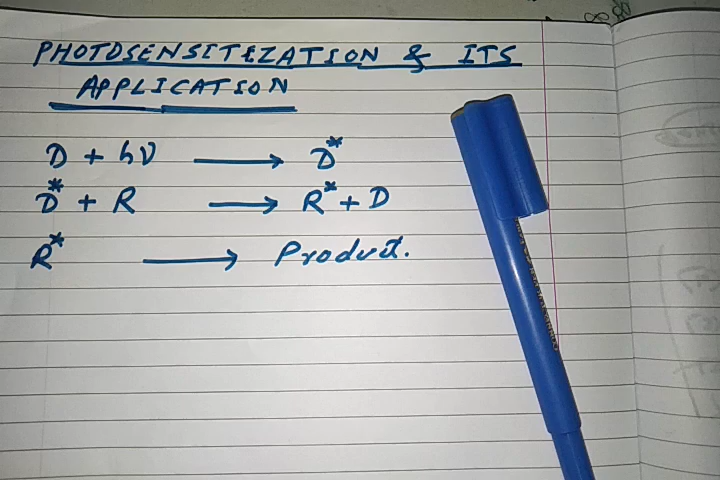 PHOTOSENSITIZATION & ITS
APPLICATION
D + hν ⟶ D*
D* + R ⟶ R* + D
R* ⟶ Product.